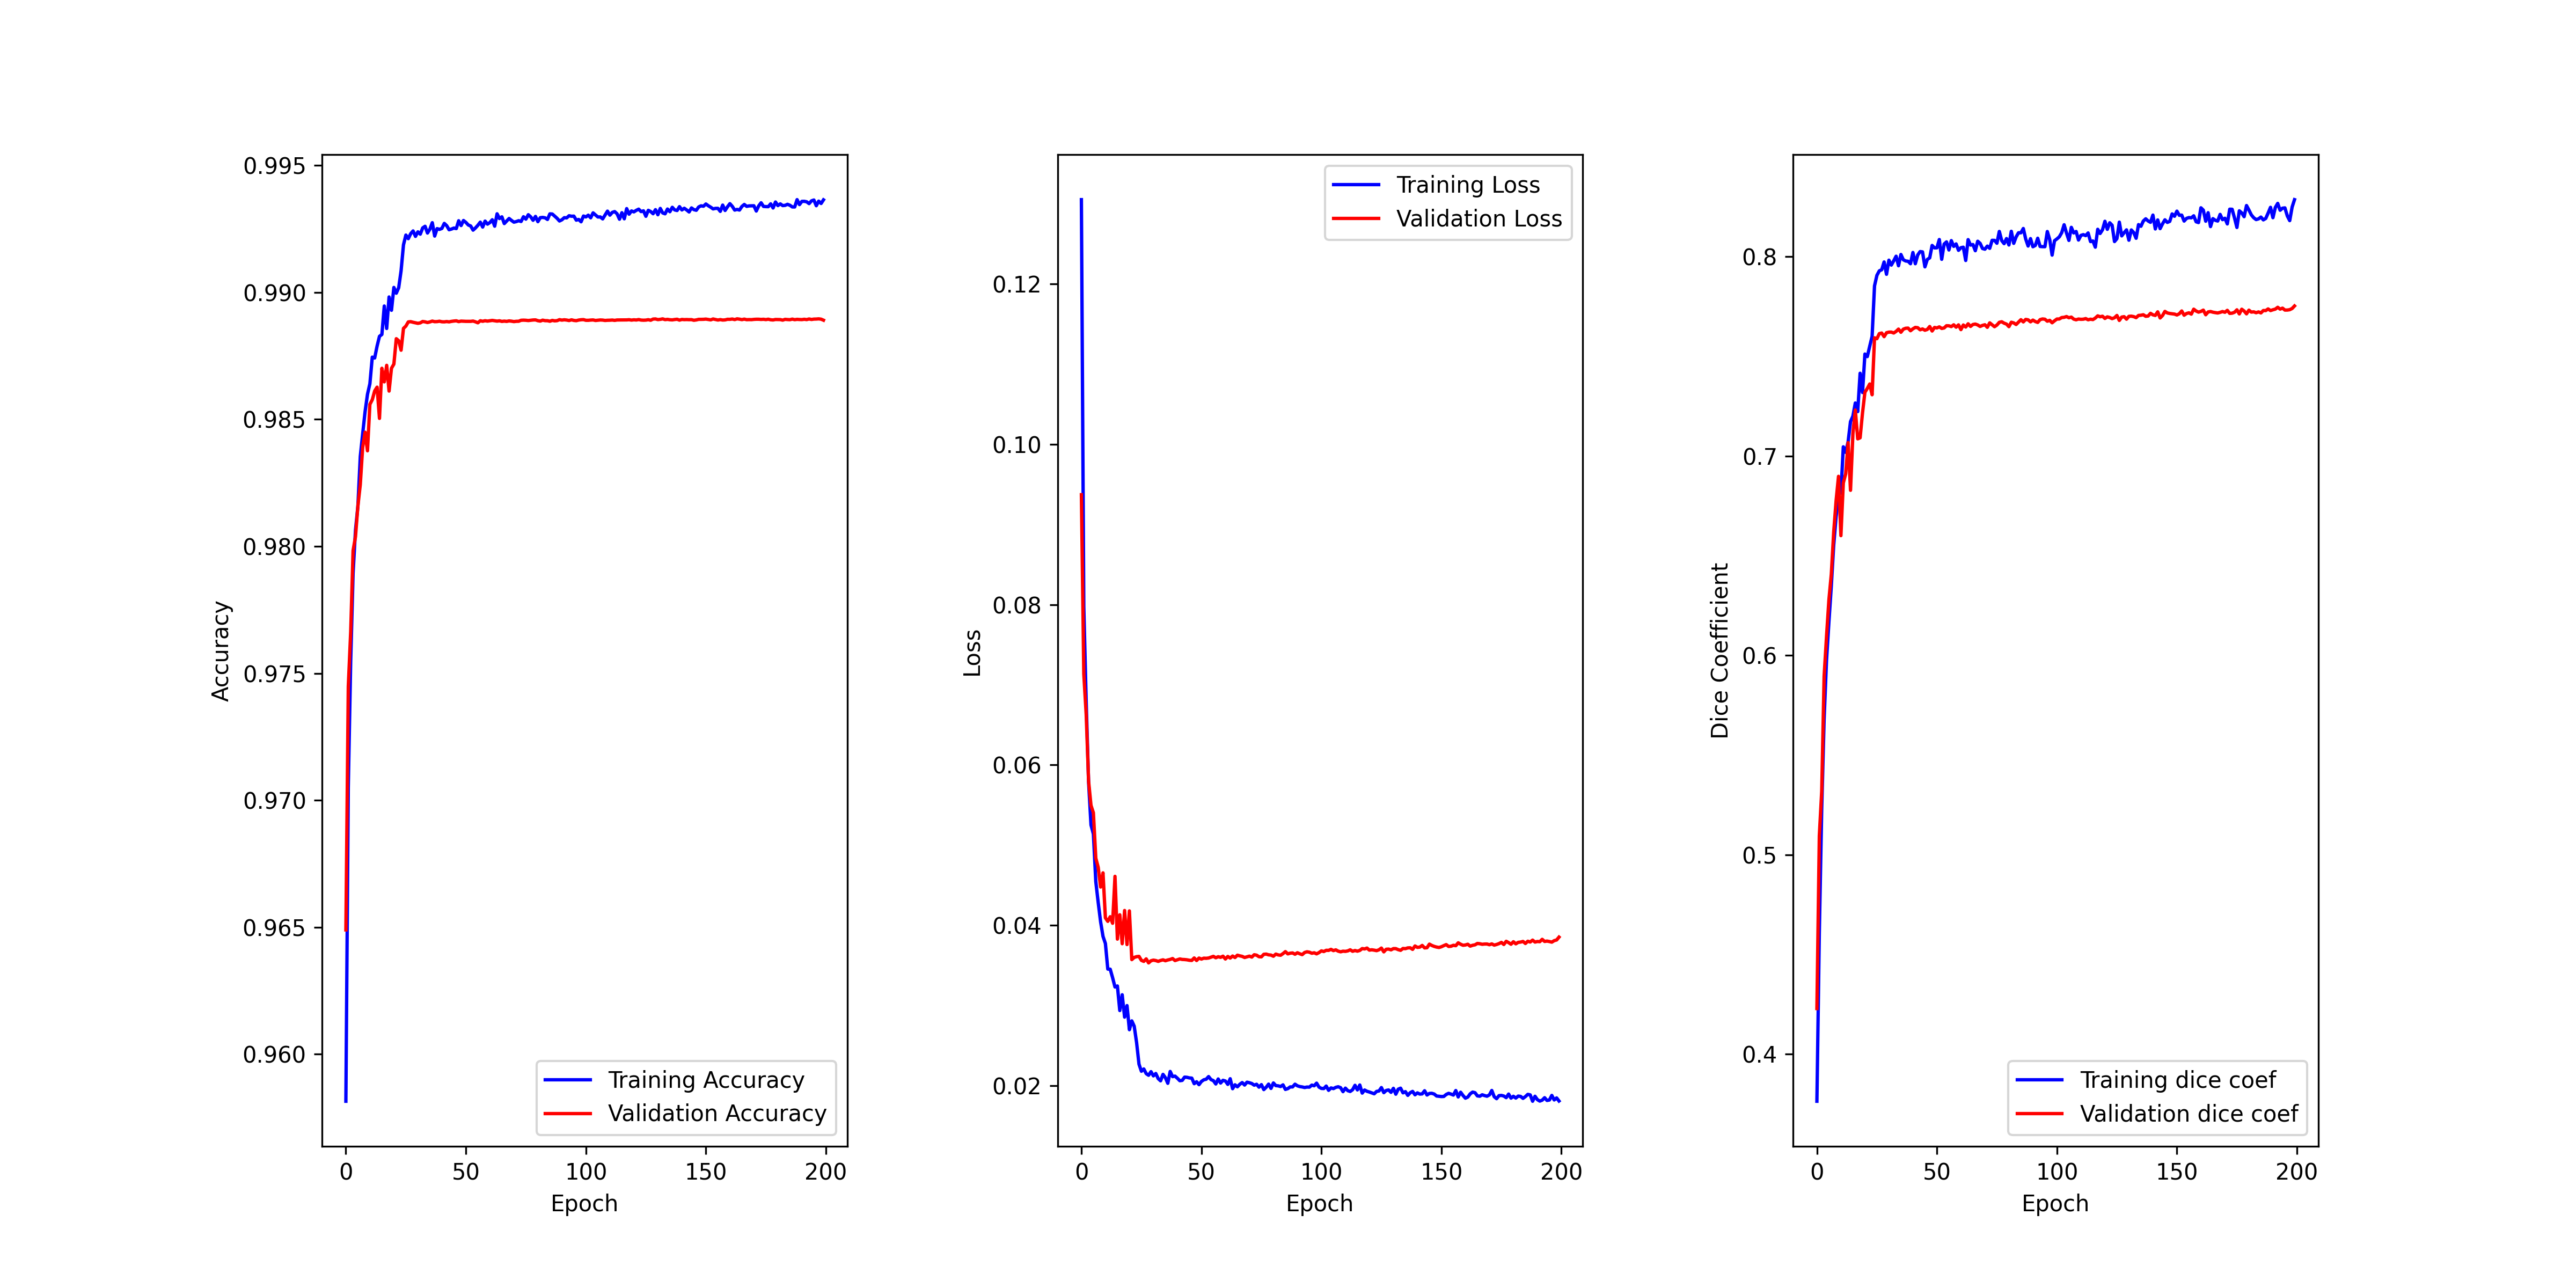 0.995
0.990
0.985
0.980
0.975
0.970
0.965
0.960
Accuracy
0 50 100 150 200
Epoch
Training Accuracy
Validation Accuracy
0.12
0.10
0.08
0.06
0.04
0.02
Loss
0 50 100 150 200
Epoch
Training Loss
Validation Loss
0.8
0.7
0.6
0.5
0.4
Dice Coefficient
0 50 100 150 200
Epoch
Training dice coef
Validation dice coef